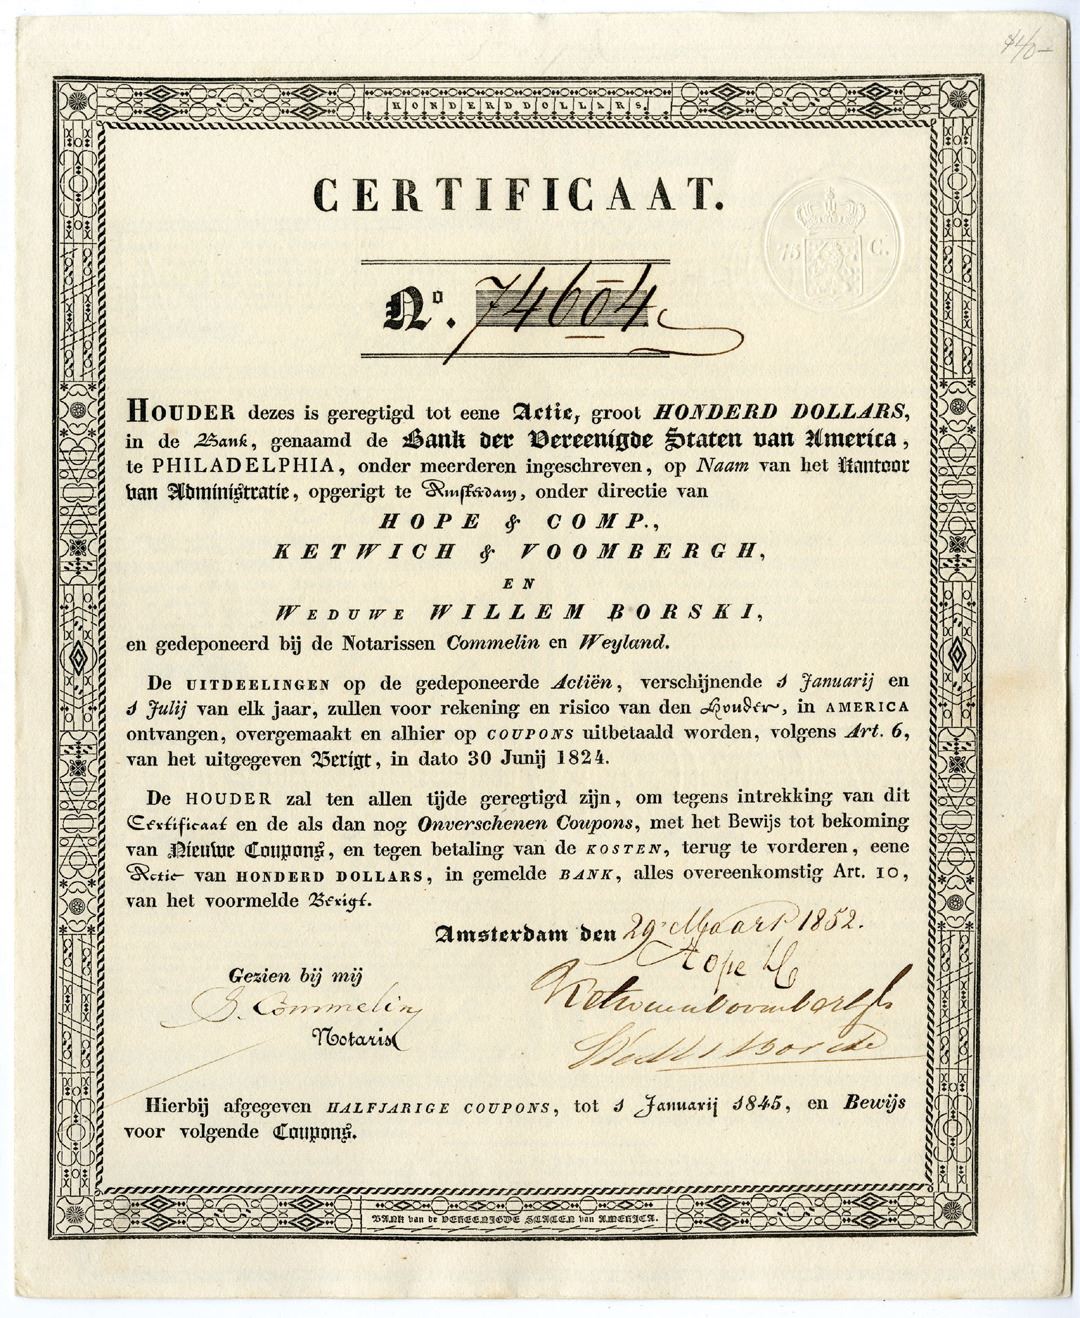 $40-
HONDERD DOLLARS.
CERTIFICAAT.
75 C.
No. 74604
HOUDER dezes is geregtigd tot eene Actie, groot HONDERD DOLLARS,
in de Bank, genaamd de Bank der Vereenigde Staten van America,
te PHILADELPHIA, onder meerderen ingeschreven, op Naam van het Kantoor
van Administratie, opgerigt te Amsterdam, onder directie van
HOPE & COMP.,
KETWICH & VOOMBERGH,
EN
WEDUWE WILLEM BORSKI,
en gedeponeerd bij de Notarissen Commelin en Weyland.
De UITDEELINGEN op de gedeponeerde Actiën, verschijnende 1 Januarij en
1 Julij van elk jaar, zullen voor rekening en risico van den Houder, in AMERICA
ontvangen, overgemaakt en alhier op COUPONS uitbetaald worden, volgens Art. 6,
van het uitgegeven Berigt, in dato 30 Junij 1824.
De HOUDER zal ten allen tijde geregtigd zijn, om tegens intrekking van dit
Certificaat en de als dan nog Onverschenen Coupons, met het Bewijs tot bekoming
van Nieuwe Coupons, en tegen betaling van de KOSTEN, terug te vorderen, eene
Actie van HONDERD DOLLARS, in gemelde BANK, alles overeenkomstig Art. 10,
van het voormelde Berigt.
Amsterdam den 29 Maart 1852.
Gezien bij mij
Hope &C
J. Commelin
Notaris
Hierbij afgegeven HALFJARIGE COUPONS, tot 1 Januarij 1845, en Bewijs
voor volgende Coupons.
BANK van de VEREENIGDE STATEN van AMERICA.